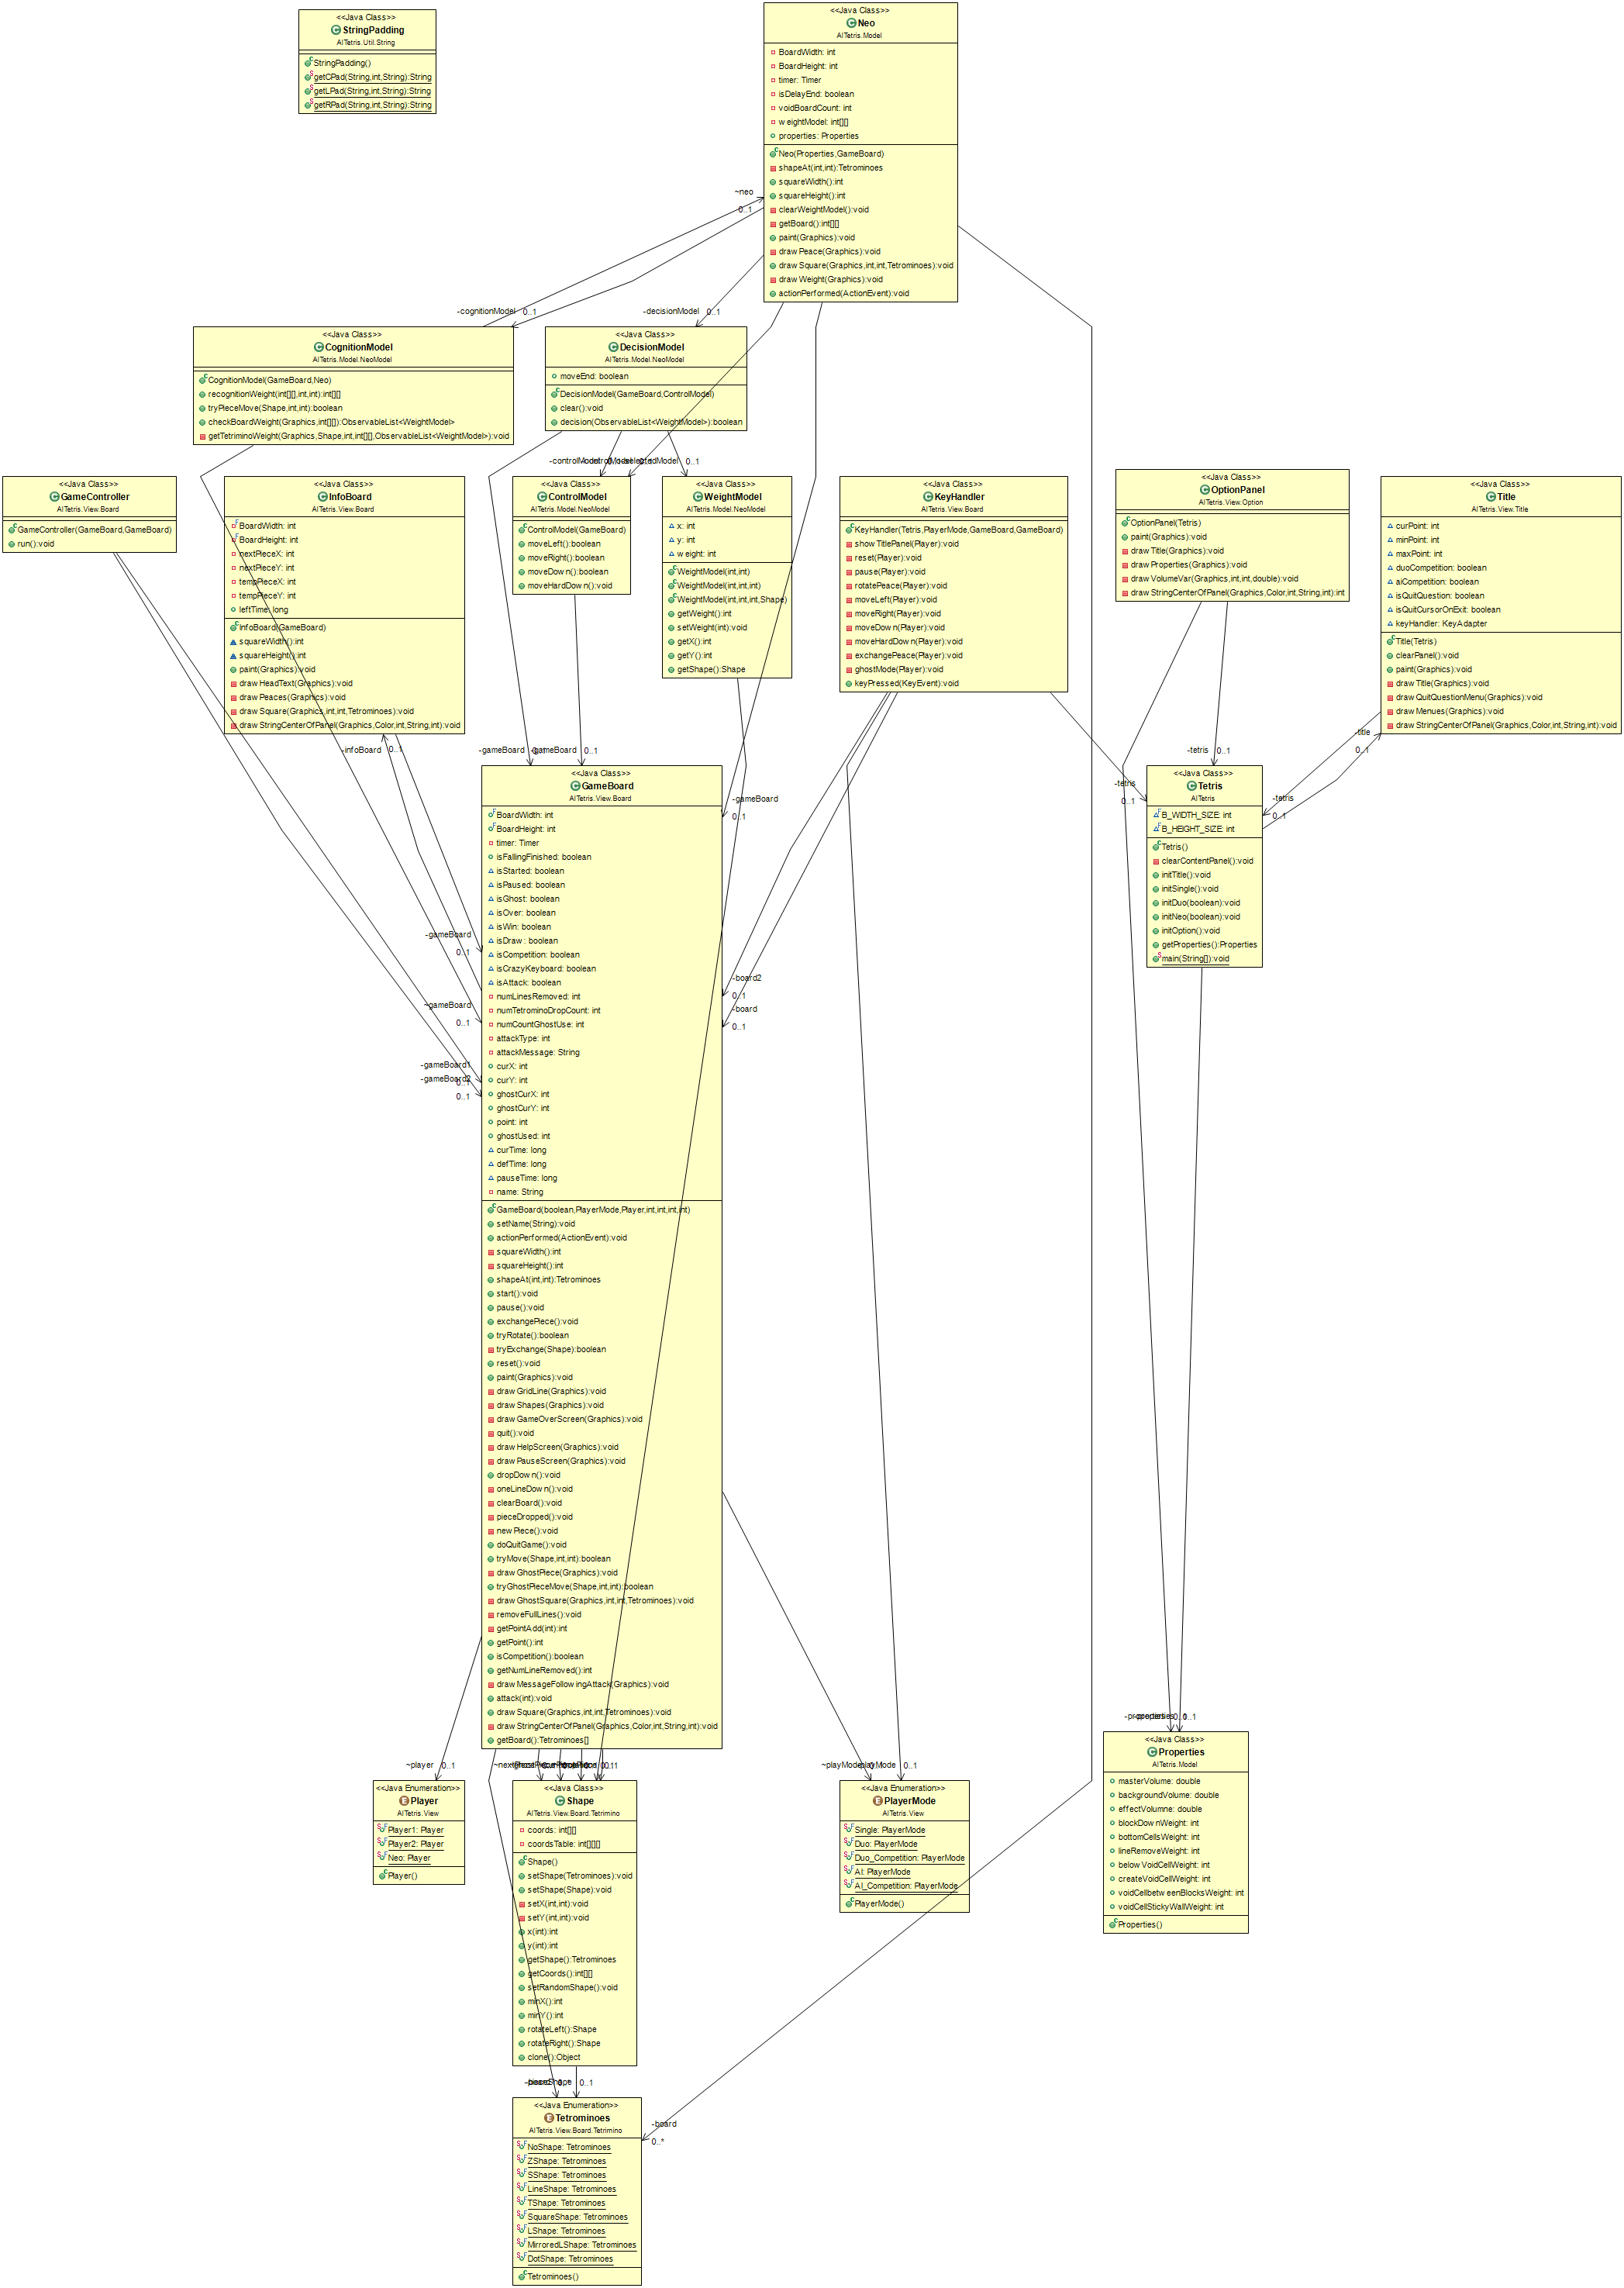 <<Java Class>>
StringPadding
AITetris.Util.String
StringPadding()
getCPad(String,int,String):String
getLPad(String,int,String):String
getRPad(String,int,String):String
<<Java Class>>
Neo
AITetris.Model
BoardWidth: int
BoardHeight: int
timer: Timer
isDelayEnd: boolean
voidBoardCount: int
weightModel: int[][]
properties: Properties
Neo(Properties,GameBoard)
shapeAt(int,int):Tetrominoes
squareWidth():int
squareHeight():int
clearWeightModel():void
getBoard():int[][]
paint(Graphics):void
drawPeace(Graphics):void
drawSquare(Graphics,int,int,Tetrominoes):void
drawWeight(Graphics):void
actionPerformed(ActionEvent):void
~neo
0..1
-cognitionModel 0..1
-decisionModel 0..1
<<Java Class>>
CognitionModel
AITetris.Model.NeoModel
CognitionModel(GameBoard,Neo)
recognitionWeight(int[][],int,int):int[][]
tryPieceMove(Shape,int,int):boolean
checkBoardWeight(Graphics,int[][]):ObservableList<WeightModel>
getTetriminoWeight(Graphics,Shape,int,int[][],ObservableList<WeightModel>):void
<<Java Class>>
DecisionModel
AITetris.Model.NeoModel
moveEnd: boolean
DecisionModel(GameBoard,ControlModel)
clear():void
decision(ObservableList<WeightModel>):boolean
-controlModel
0..1
<<Java Class>>
GameController
AITetris.View.Board
GameController(GameBoard,GameBoard)
run():void
<<Java Class>>
InfoBoard
AITetris.View.Board
BoardWidth: int
BoardHeight: int
nextPieceX: int
nextPieceY: int
tempPieceX: int
tempPieceY: int
leftTime: long
InfoBoard(GameBoard)
squareWidth():int
squareHeight():int
paint(Graphics):void
drawHeadText(Graphics):void
drawPeaces(Graphics):void
drawSquare(Graphics,int,int,Tetrominoes):void
drawStringCenterOfPanel(Graphics,Color,int,String,int):void
<<Java Class>>
ControlModel
AITetris.Model.NeoModel
ControlModel(GameBoard)
moveLeft():boolean
moveRight():boolean
moveDown():boolean
moveHardDown():void
<<Java Class>>
WeightModel
AITetris.Model.NeoModel
x: int
y: int
weight: int
WeightModel(int,int)
WeightModel(int,int,int)
WeightModel(int,int,int,Shape)
getWeight():int
setWeight(int):void
getX():int
getY():int
getShape():Shape
<<Java Class>>
KeyHandler
AITetris.View.Board
KeyHandler(Tetris,PlayerMode,GameBoard,GameBoard)
showTitlePanel(Player):void
reset(Player):void
pause(Player):void
rotatePeace(Player):void
moveLeft(Player):void
moveRight(Player):void
moveDown(Player):void
moveHardDown(Player):void
exchangePeace(Player):void
ghostMode(Player):void
keyPressed(KeyEvent):void
<<Java Class>>
OptionPanel
AITetris.View.Option
OptionPanel(Tetris)
paint(Graphics):void
drawTitle(Graphics):void
drawProperties(Graphics):void
drawVolumeVar(Graphics,int,int,double):void
drawStringCenterOfPanel(Graphics,Color,int,String,int):int
<<Java Class>>
Title
AITetris.View.Title
curPoint: int
minPoint: int
maxPoint: int
duoCompetition: boolean
aiCompetition: boolean
isQuitQuestion: boolean
isQuitCursorOnExit: boolean
keyHandler: KeyAdapter
Title(Tetris)
clearPanel():void
paint(Graphics):void
drawTitle(Graphics):void
drawQuitQuestionMenu(Graphics):void
drawMenues(Graphics):void
drawStringCenterOfPanel(Graphics,Color,int,String,int):void
-infoBoard 0..1
-gameBoard
-gameBoard 0..1
-tetris 0..1
-title
0..1
-tetris
0..1
-tetris
0..1
-gameBoard
0..1
<<Java Class>>
GameBoard
AITetris.View.Board
BoardWidth: int
BoardHeight: int
timer: Timer
isFallingFinished: boolean
isStarted: boolean
isPaused: boolean
isGhost: boolean
isOver: boolean
isWin: boolean
isDraw: boolean
isCompetition: boolean
isCrazyKeyboard: boolean
isAttack: boolean
numLinesRemoved: int
numTetrominoDropCount: int
numCountGhostUse: int
attackType: int
attackMessage: String
curX: int
curY: int
ghostCurX: int
ghostCurY: int
point: int
ghostUsed: int
curTime: long
defTime: long
pauseTime: long
name: String
GameBoard(boolean,PlayerMode,Player,int,int,int,int)
setName(String):void
actionPerformed(ActionEvent):void
squareWidth():int
squareHeight():int
shapeAt(int,int):Tetrominoes
start():void
pause():void
exchangePiece():void
tryRotate():boolean
tryExchange(Shape):boolean
reset():void
paint(Graphics):void
drawGridLine(Graphics):void
drawShapes(Graphics):void
drawGameOverScreen(Graphics):void
quit():void
drawHelpScreen(Graphics):void
drawPauseScreen(Graphics):void
dropDown():void
oneLineDown():void
clearBoard():void
pieceDropped():void
newPiece():void
doQuitGame():void
tryMove(Shape,int,int):boolean
drawGhostPiece(Graphics):void
tryGhostPieceMove(Shape,int,int):boolean
drawGhostSquare(Graphics,int,int,Tetrominoes):void
removeFullLines():void
getPointAdd(int):int
getPoint():int
isCompetition():boolean
getNumLineRemoved():int
drawMessageFollowingAttack(Graphics):void
attack(int):void
drawSquare(Graphics,int,int,Tetrominoes):void
drawStringCenterOfPanel(Graphics,Color,int,String,int):void
getBoard():Tetrominoes[]
-gameBoard
0..1
~gameBoard
0..1
-gameBoard1
-gameBoard2
0..1
-board2
0..1
-board
0..1
<<Java Class>>
Tetris
AITetris
B_WIDTH_SIZE: int
B_HEIGHT_SIZE: int
Tetris()
clearContentPanel():void
initTitle():void
initSingle():void
initDuo(boolean):void
initNeo(boolean):void
initOption():void
getProperties():Properties
main(String[]):void
~player 0..1
~playMode
0..1
-properties
0..1
<<Java Enumeration>>
Player
AITetris.View
Player1: Player
Player2: Player
Neo: Player
Player()
<<Java Class>>
Shape
AITetris.View.Board.Tetrimino
coords: int[][]
coordsTable: int[][][]
Shape()
setShape(Tetrominoes):void
setShape(Shape):void
setX(int,int):void
setY(int,int):void
x(int):int
y(int):int
getShape():Tetrominoes
getCoords():int[][]
setRandomShape():void
minX():int
minY():int
rotateLeft():Shape
rotateRight():Shape
clone():Object
<<Java Enumeration>>
PlayerMode
AITetris.View
Single: PlayerMode
Duo: PlayerMode
Duo_Competition: PlayerMode
AI: PlayerMode
AI_Competition: PlayerMode
PlayerMode()
<<Java Class>>
Properties
AITetris.Model
masterVolume: double
backgroundVolume: double
effectVolumne: double
blockDownWeight: int
bottomCellsWeight: int
lineRemoveWeight: int
belowVoidCellWeight: int
createVoidCellWeight: int
voidCellbetweenBlocksWeight: int
voidCellStickyWallWeight: int
Properties()
0..1
-board
0..*
<<Java Enumeration>>
Tetrominoes
AITetris.View.Board.Tetrimino
NoShape: Tetrominoes
ZShape: Tetrominoes
SShape: Tetrominoes
LineShape: Tetrominoes
TShape: Tetrominoes
SquareShape: Tetrominoes
LShape: Tetrominoes
MirroredLShape: Tetrominoes
DotShape: Tetrominoes
Tetrominoes()